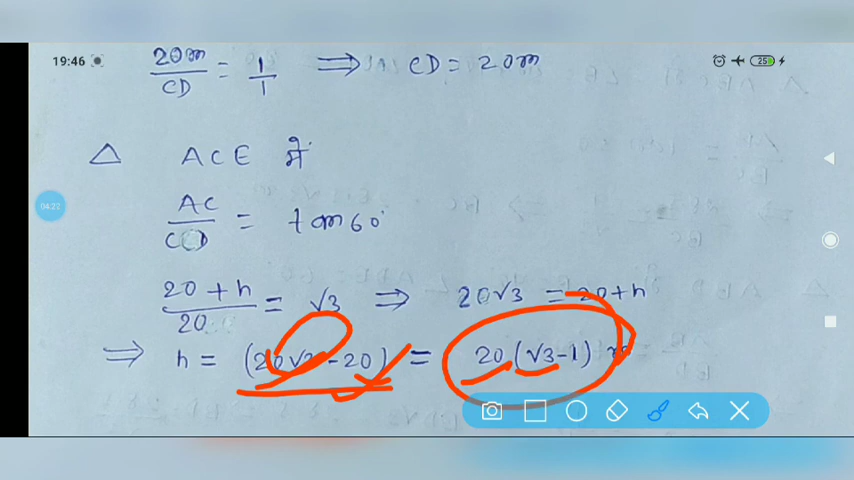 19:46
25
20m/CD = 1/1 ⟹ CD = 20m
△ ACE में
04:22
AC/CD = tan 60°
20 + h/20 = √3 ⟹ 20√3 = 20 + h
⟹ h = (20√3 - 20) = 20 (√3 - 1) m